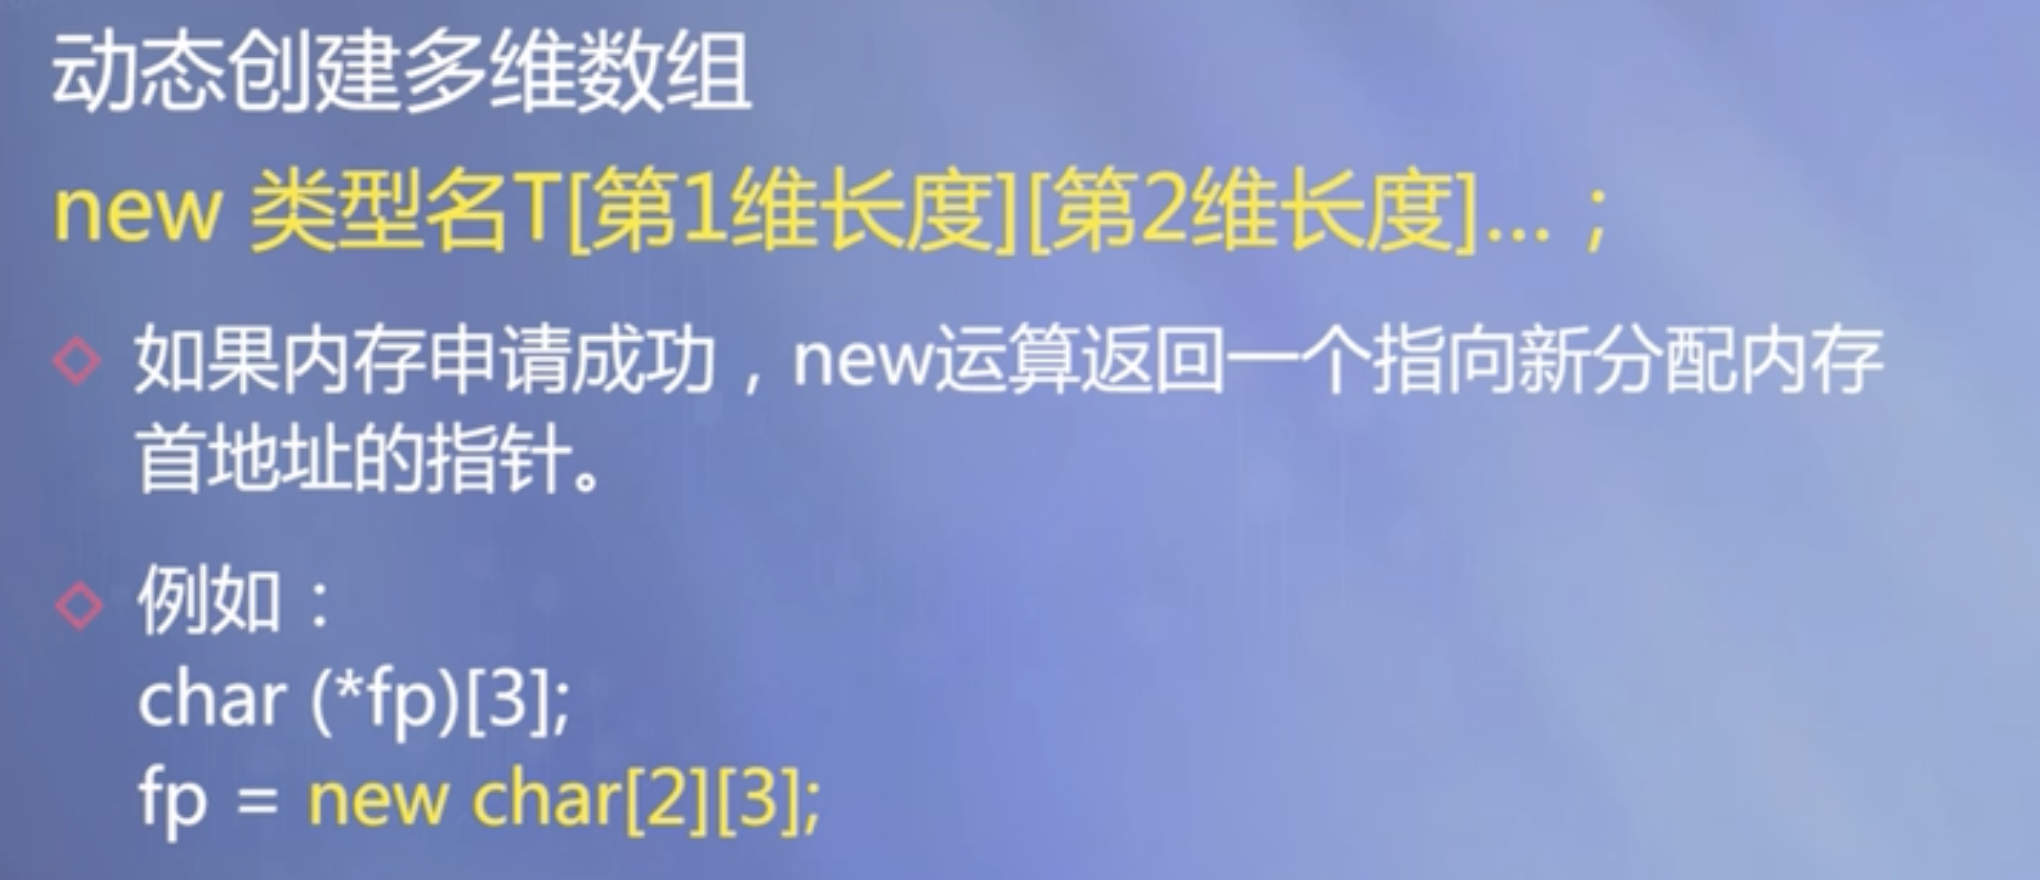 动态创建多维数组
new 类型名T[第1维长度][第2维长度]…；
如果内存申请成功，new运算返回一个指向新分配内存
首地址的指针。
例如：
char (*fp)[3];
fp = new char[2][3];